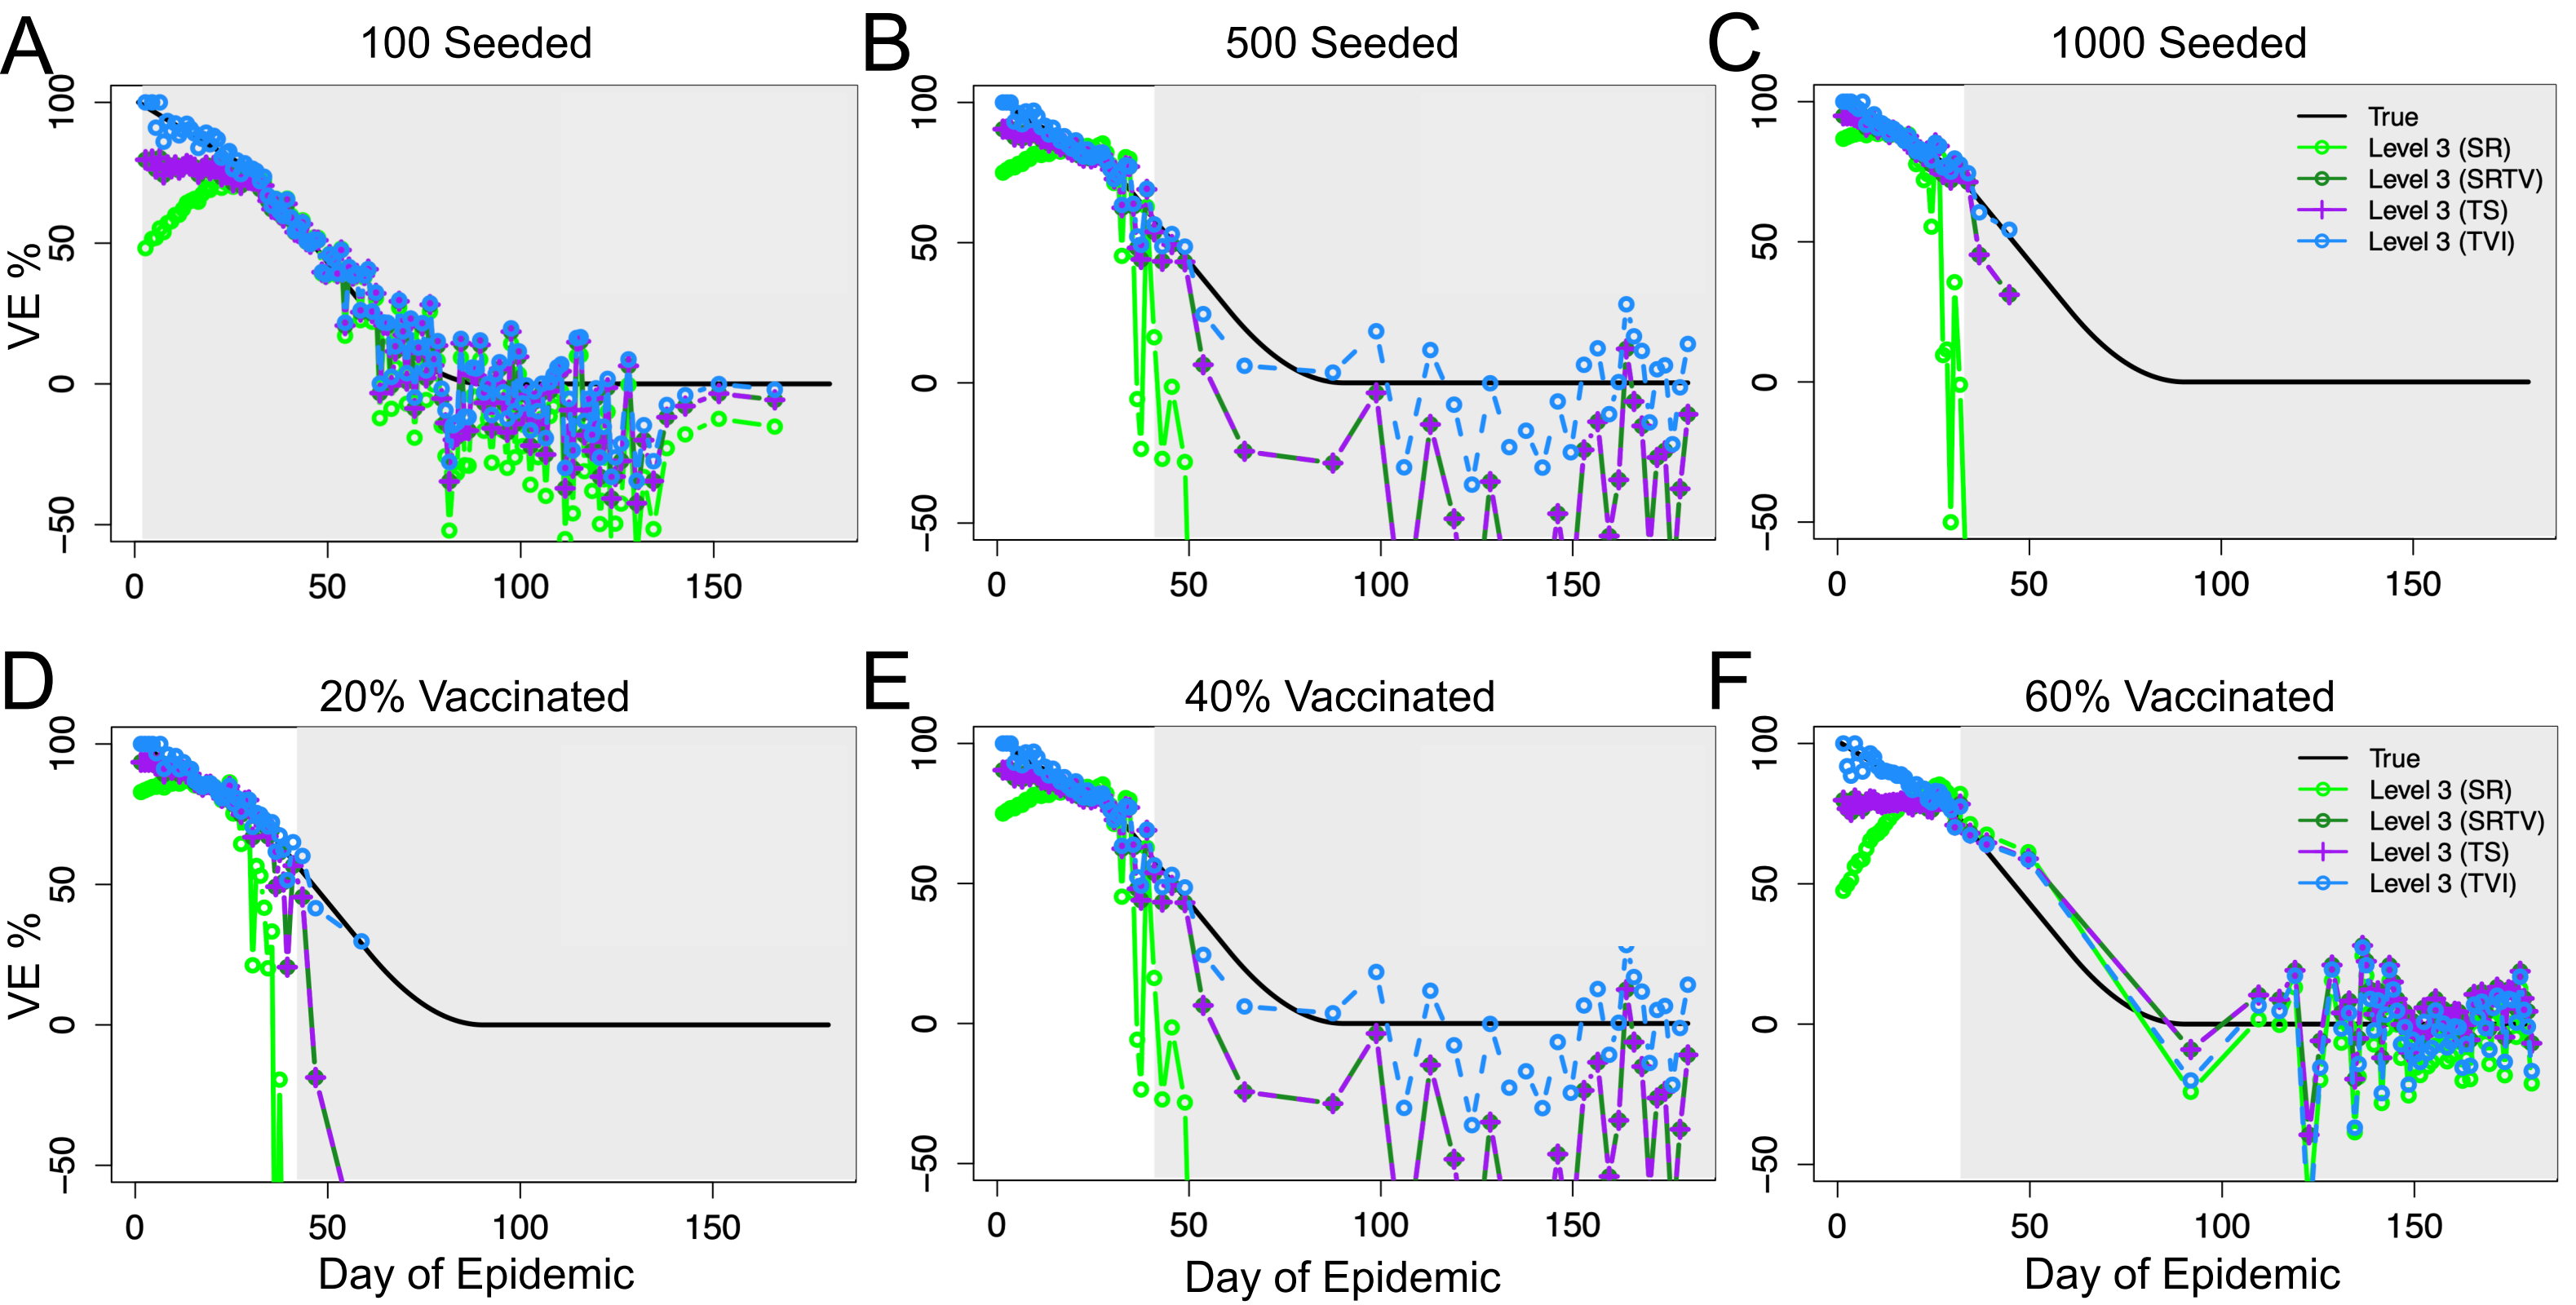 A 100 Seeded
B 500 Seeded
C 1000 Seeded
VE %
100
50
0
−50
0 50 100 150
100
50
0
−50
0 50 100 150
100
50
0
−50
0 50 100 150
True
Level 3 (SR)
Level 3 (SRTV)
Level 3 (TS)
Level 3 (TVI)
D 20% Vaccinated
E 40% Vaccinated
F 60% Vaccinated
VE %
100
50
0
−50
0 50 100 150
Day of Epidemic
100
50
0
−50
0 50 100 150
Day of Epidemic
100
50
0
−50
0 50 100 150
Day of Epidemic
True
Level 3 (SR)
Level 3 (SRTV)
Level 3 (TS)
Level 3 (TVI)